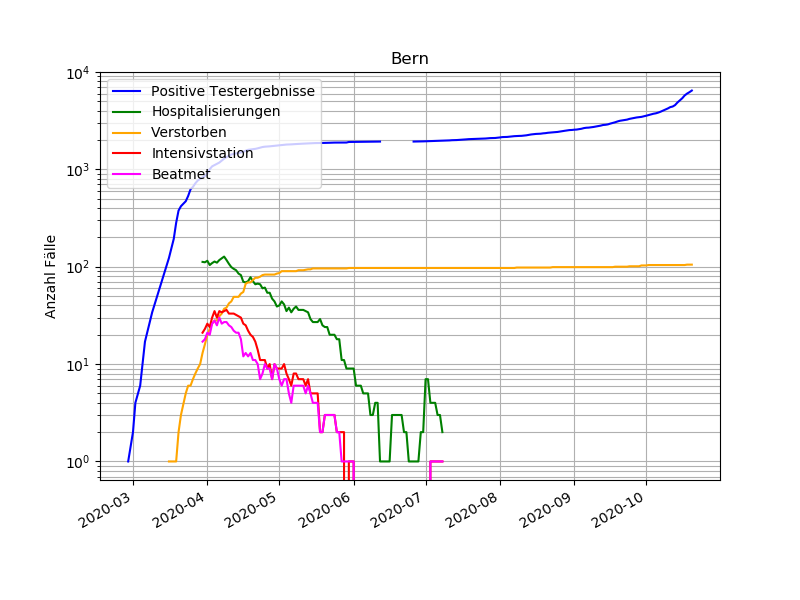 Bern
10^4
10^3
10^2
10^1
10^0
Anzahl Fälle
Positive Testergebnisse
Hospitalisierungen
Verstorben
Intensivstation
Beatmet
2020-03
2020-04
2020-05
2020-06
2020-07
2020-08
2020-09
2020-10